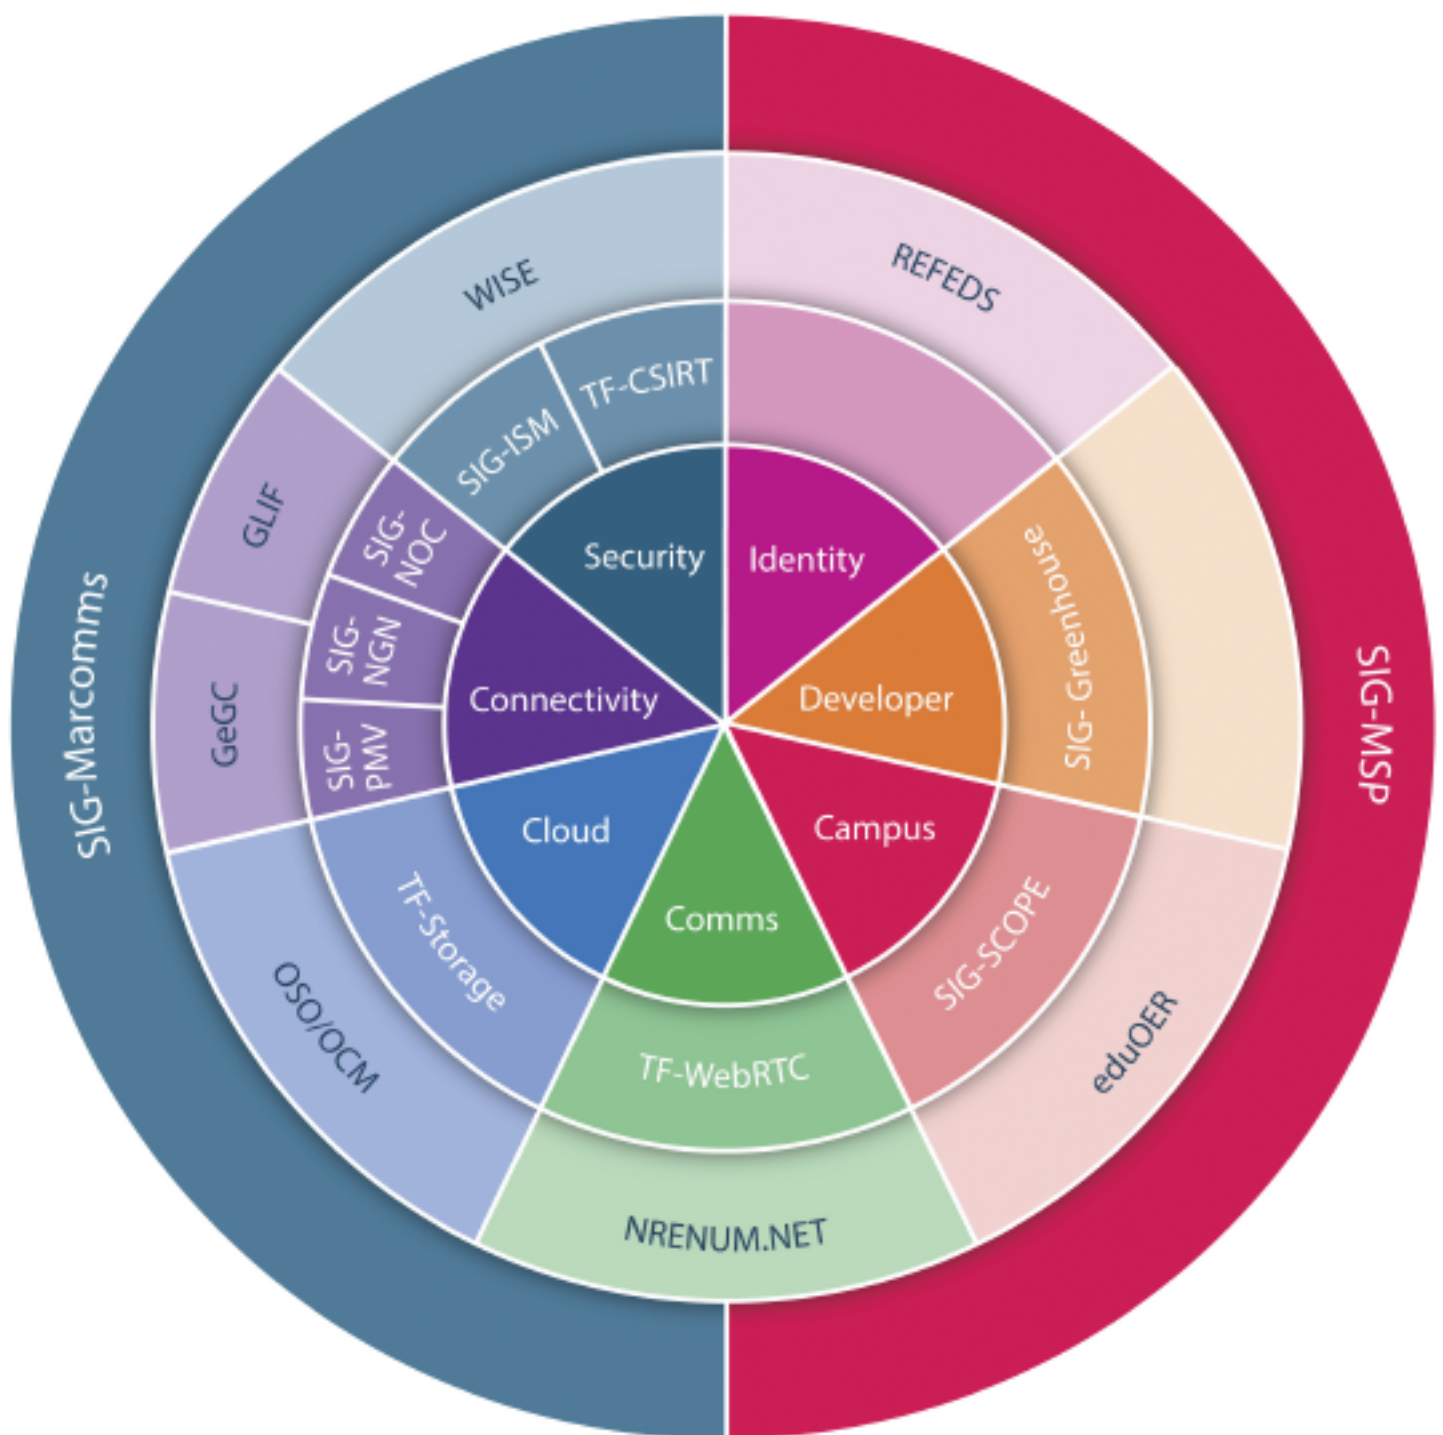 SIG-Marcomms
SIG-MSP
WISE
REFEDS
GLIF
GeGC
OSO/OCM
NRENUM.NET
eduOER
SIG-ISM
TF-CSIRT
SIG-
NOC
SIG-
NGN
SIG-
PMV
TF-Storage
TF-WebRTC
SIG-SCOPE
SIG- Greenhouse
Security
Identity
Connectivity
Developer
Cloud
Campus
Comms